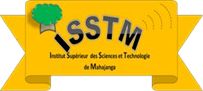 ISSTM
Institut Supérieur des Sciences et Technologie
de Mahajanga